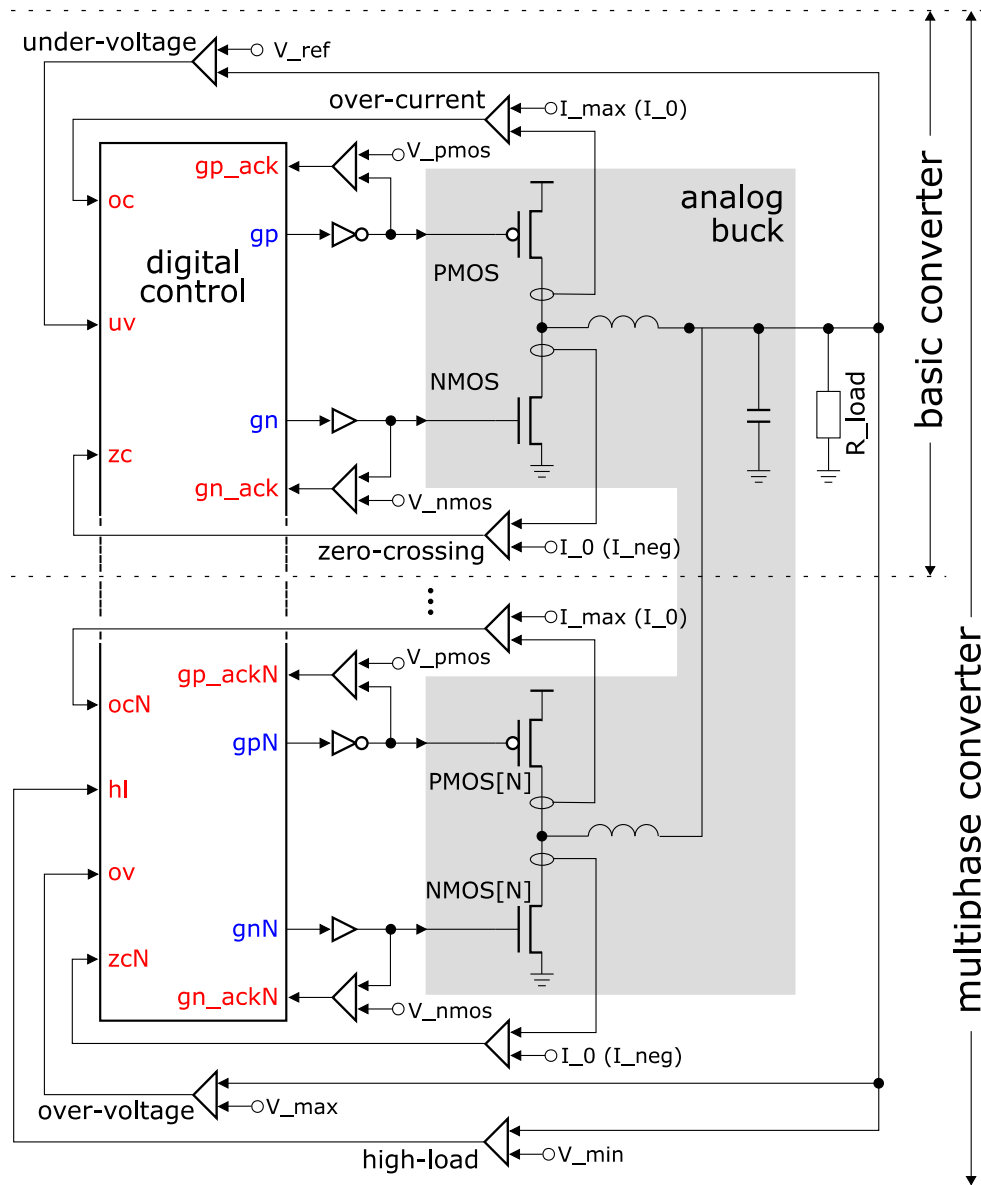 under-voltage
V_ref
over-current
I_max (I_0)
gp_ack
V_pmos
oc
gp
analog
buck
digital
control
PMOS
uv
NMOS
gn
zc
gn_ack
V_nmos
R_load
zero-crossing
I_0 (I_neg)
basic converter
...
I_max (I_0)
gp_ackN
V_pmos
ocN
gpN
PMOS[N]
hl
ov
NMOS[N]
gnN
zcN
gn_ackN
V_nmos
I_0 (I_neg)
over-voltage
V_max
high-load
V_min
multiphase converter